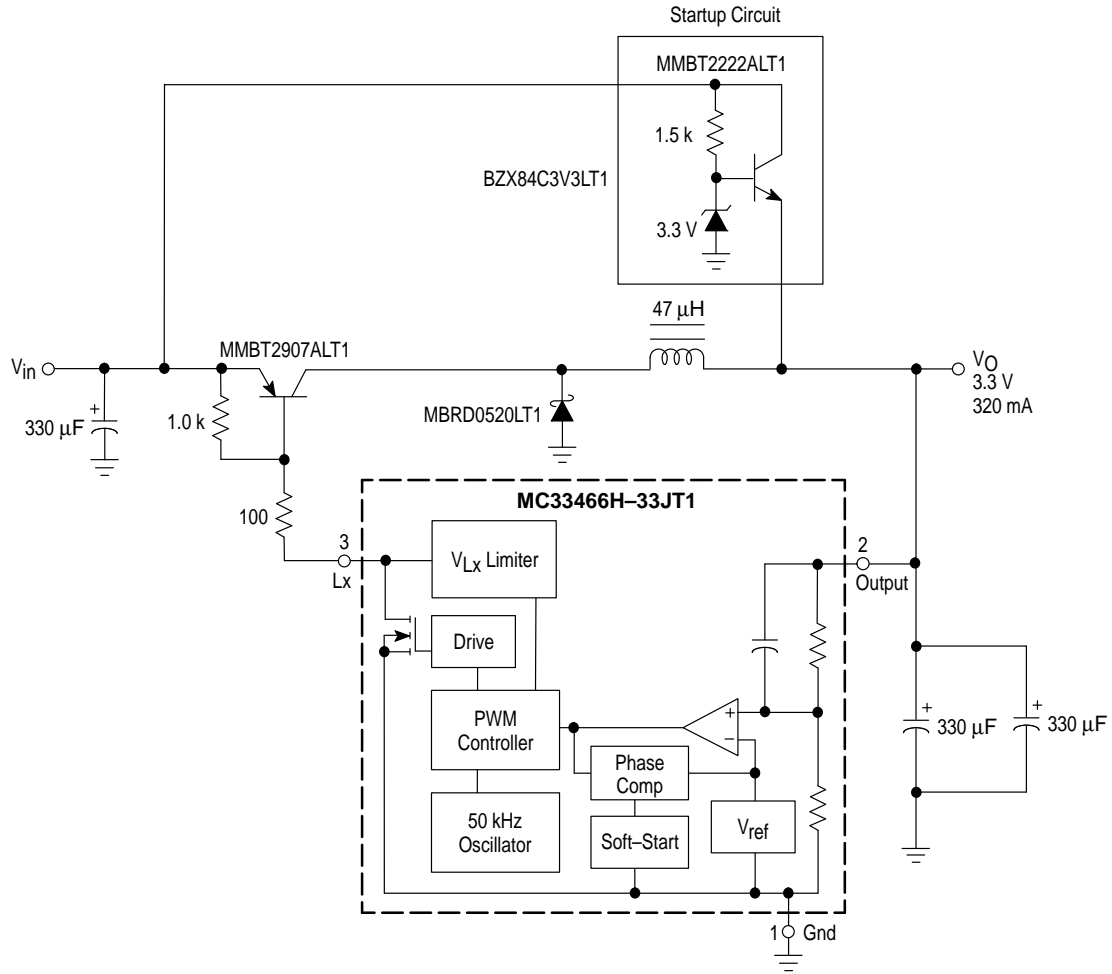 Startup Circuit
MMBT2222ALT1
1.5 k
BZX84C3V3LT1
3.3 V
47 µH
MMBT2907ALT1
Vin
VO
3.3 V
320 mA
+
330 µF
1.0 k
MBRD0520LT1
100
MC33466H–33JT1
3
Lx
VLx Limiter
2
Output
Drive
PWM
Controller
+
−
+
330 µF
+
330 µF
Phase
Comp
50 kHz
Oscillator
Soft–Start
Vref
1
Gnd